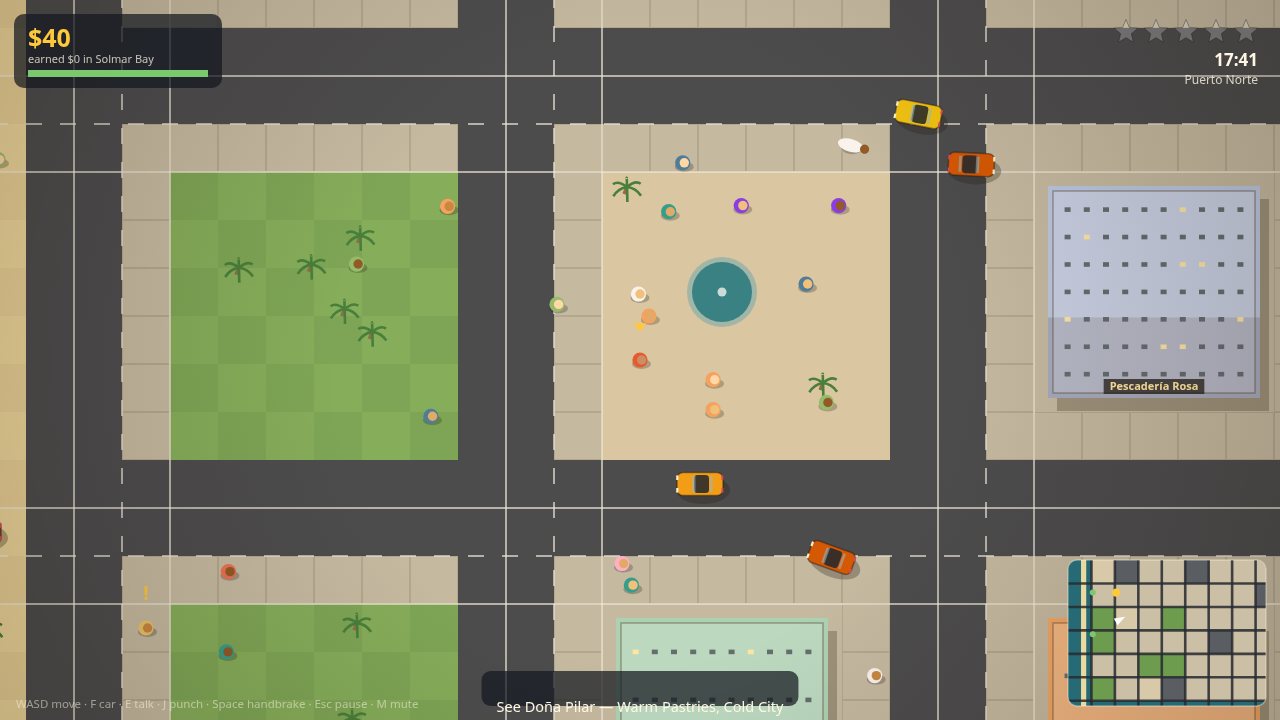 $40
earned $0 in Solmar Bay
17:41
Puerto Norte
Pescadería Rosa
!
WASD move · F car · E talk · J punch · Space handbrake · Esc pause · M mute
See Doña Pilar — Warm Pastries, Cold City